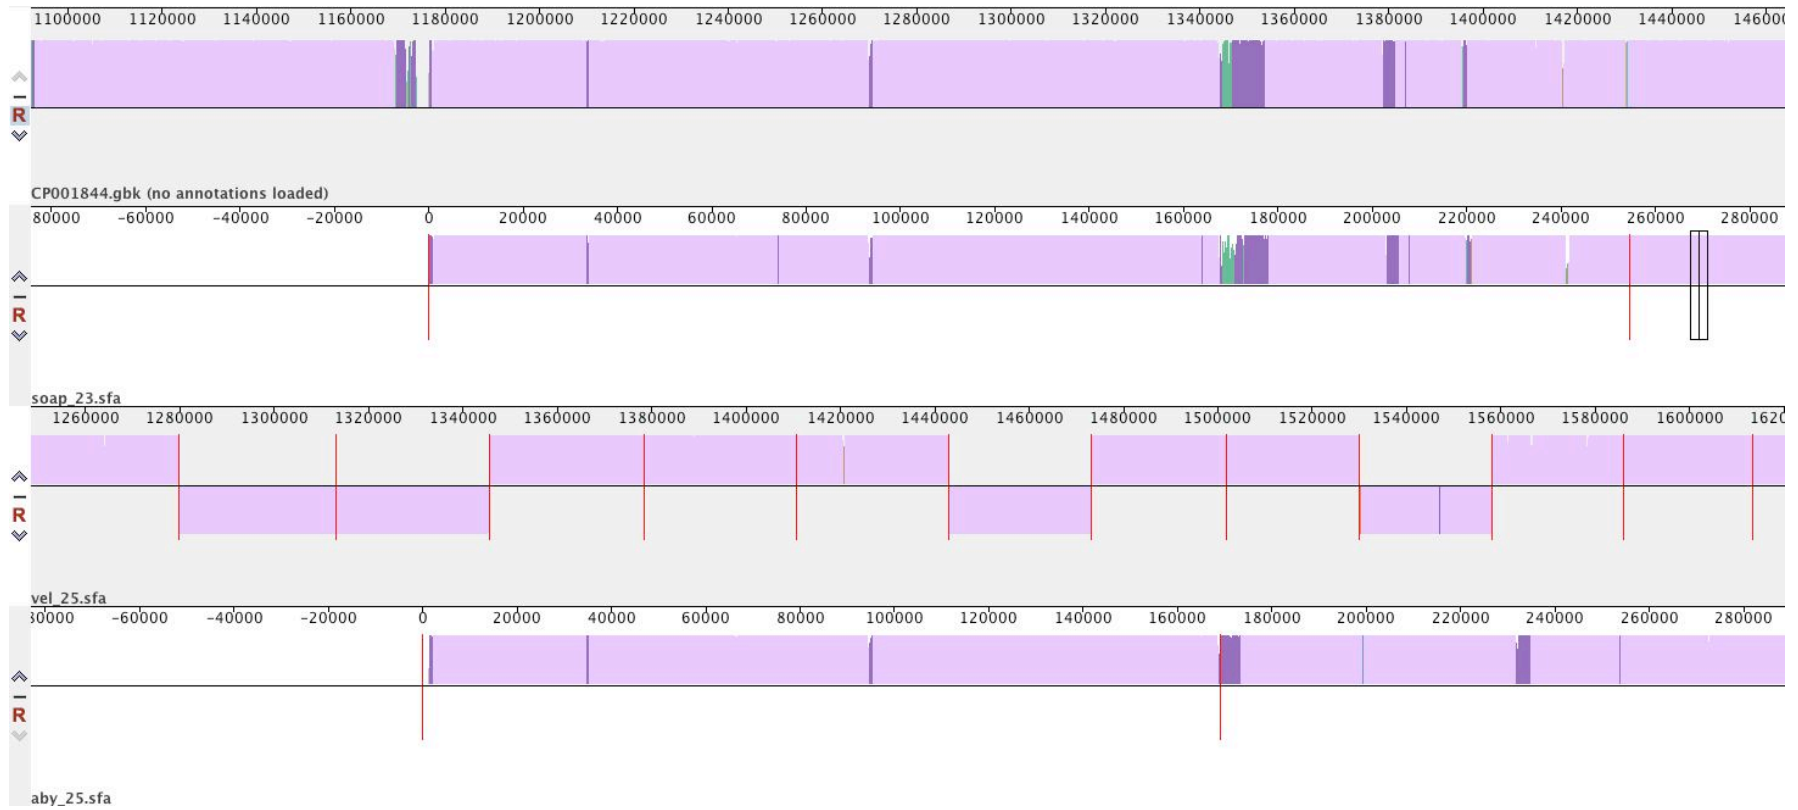 1100000 1120000 1140000 1160000 1180000 1200000 1220000 1240000 1260000 1280000 1300000 1320000 1340000 1360000 1380000 1400000 1420000 1440000 146000
R
CP001844.gbk (no annotations loaded)
80000 -60000 -40000 -20000 0 20000 40000 60000 80000 100000 120000 140000 160000 180000 200000 220000 240000 260000 280000
R
soap_23.sfa
1260000 1280000 1300000 1320000 1340000 1360000 1380000 1400000 1420000 1440000 1460000 1480000 1500000 1520000 1540000 1560000 1580000 1600000 1620
R
vel_25.sfa
80000 -60000 -40000 -20000 0 20000 40000 60000 80000 100000 120000 140000 160000 180000 200000 220000 240000 260000 280000
R
aby_25.sfa